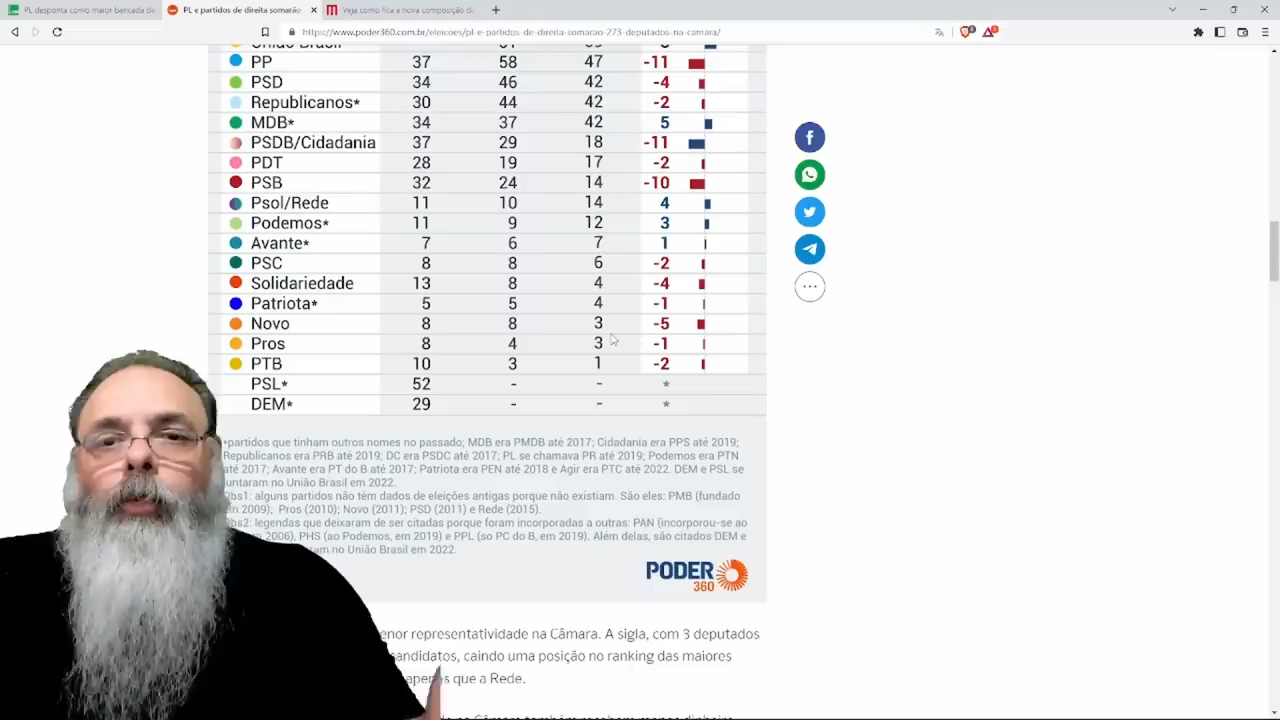 PL desponta como maior bancada da
PL e partidos de direita somarão
Veja como fica a nova composição do
https://www.poder360.com.br/eleicoes/pl-e-partidos-de-direita-somarao-273-deputados-na-camara/
PP 37 58 47 -11
PSD 34 46 42 -4
Republicanos* 30 44 42 -2
MDB* 34 37 42 5
PSDB/Cidadania 37 29 18 -11
PDT 28 19 17 -2
PSB 32 24 14 -10
Psol/Rede 11 10 14 4
Podemos* 11 9 12 3
Avante* 7 6 7 1
PSC 8 8 6 -2
Solidariedade 13 8 4 -4
Patriota* 5 5 4 -1
Novo 8 8 3 -5
Pros 8 4 3 -1
PTB 10 3 1 -2
PSL* 52 - - *
DEM* 29 - - *
*partidos que tinham outros nomes no passado; MDB era PMDB até 2017; Cidadania era PPS até 2019;
Republicanos era PRB até 2019; DC era PSDC até 2017; PL se chamava PR até 2019; Podemos era PTN
até 2017; Avante era PT do B até 2017; Patriota era PEN até 2018 e Agir era PTC até 2022. DEM e PSL se
juntaram no União Brasil em 2022.
Obs1: alguns partidos não têm dados de eleições antigas porque não existiam. São eles: PMB (fundado
em 2009); Pros (2010); Novo (2011); PSD (2011) e Rede (2015).
Obs2: legendas que deixaram de ser citadas porque foram incorporadas a outras: PAN (incorporou-se ao
2006), PHS (ao Podemos, em 2019) e PPL (so PC do B, em 2019). Além delas, são citados DEM e
no União Brasil em 2022.
PODER
360
enor representatividade na Câmara. A sigla, com 3 deputados
andidatos, caindo uma posição no ranking das maiores
apenas que a Rede.